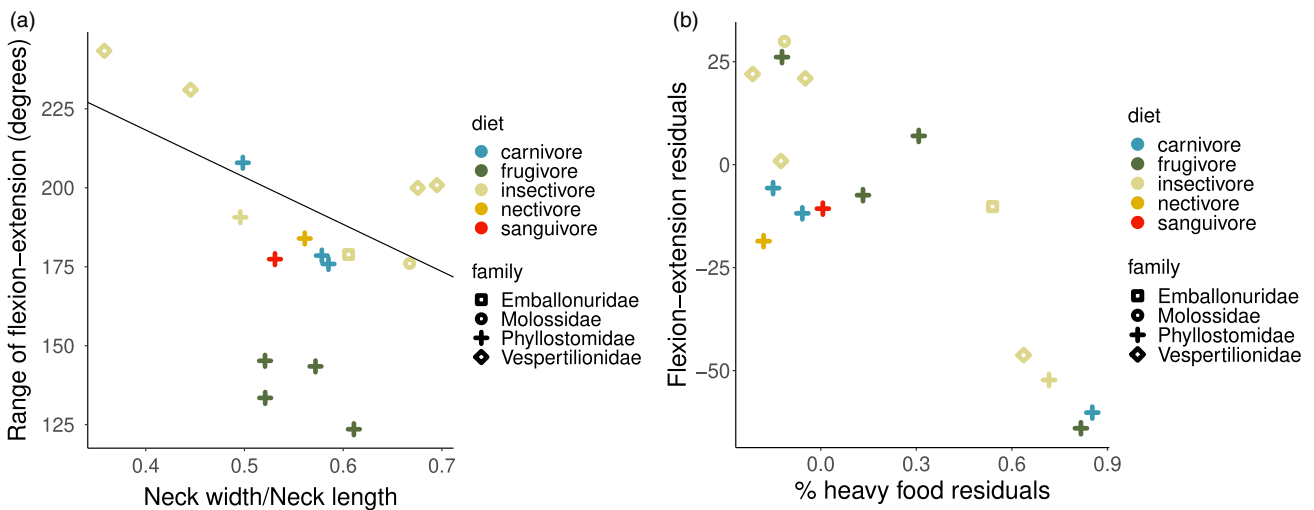 (a)
Range of flexion−extension (degrees)
225
200
175
150
125
0.4 0.5 0.6 0.7
Neck width/Neck length
diet
carnivore
frugivore
insectivore
nectivore
sanguivore
family
Emballonuridae
Molossidae
Phyllostomidae
Vespertilionidae
(b)
Flexion−extension residuals
25
0
−25
−50
0.0 0.3 0.6 0.9
% heavy food residuals
diet
carnivore
frugivore
insectivore
nectivore
sanguivore
family
Emballonuridae
Molossidae
Phyllostomidae
Vespertilionidae